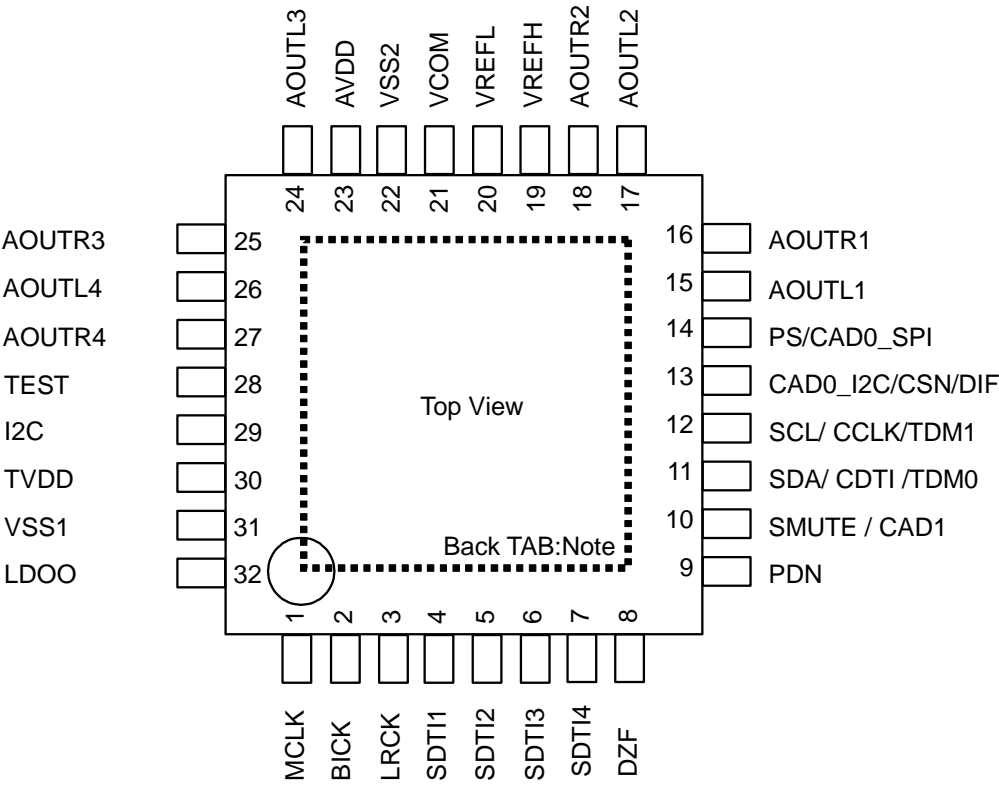 AOUTL3
AVDD
VSS2
VCOM
VREFL
VREFH
AOUTR2
AOUTL2
24
23
22
21
20
19
18
17
AOUTR3
25
16
AOUTR1
AOUTL4
26
15
AOUTL1
AOUTR4
27
14
PS/CAD0_SPI
TEST
28
13
CAD0_I2C/CSN/DIF
Top View
I2C
29
12
SCL/ CCLK/TDM1
TVDD
30
11
SDA/ CDTI /TDM0
VSS1
31
10
SMUTE / CAD1
Back TAB:Note
LDOO
32
9
PDN
1
2
3
4
5
6
7
8
MCLK
BICK
LRCK
SDTI1
SDTI2
SDTI3
SDTI4
DZF